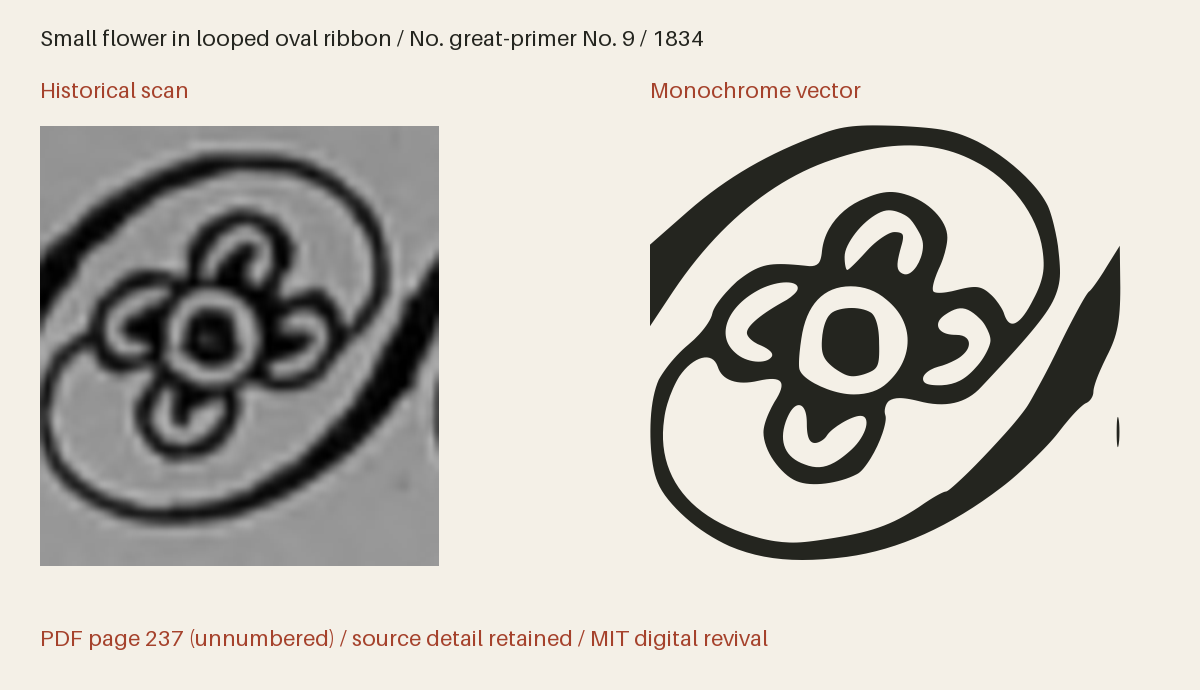 Small flower in looped oval ribbon / No. great-primer No. 9 / 1834
Historical scan
Monochrome vector
PDF page 237 (unnumbered) / source detail retained / MIT digital revival